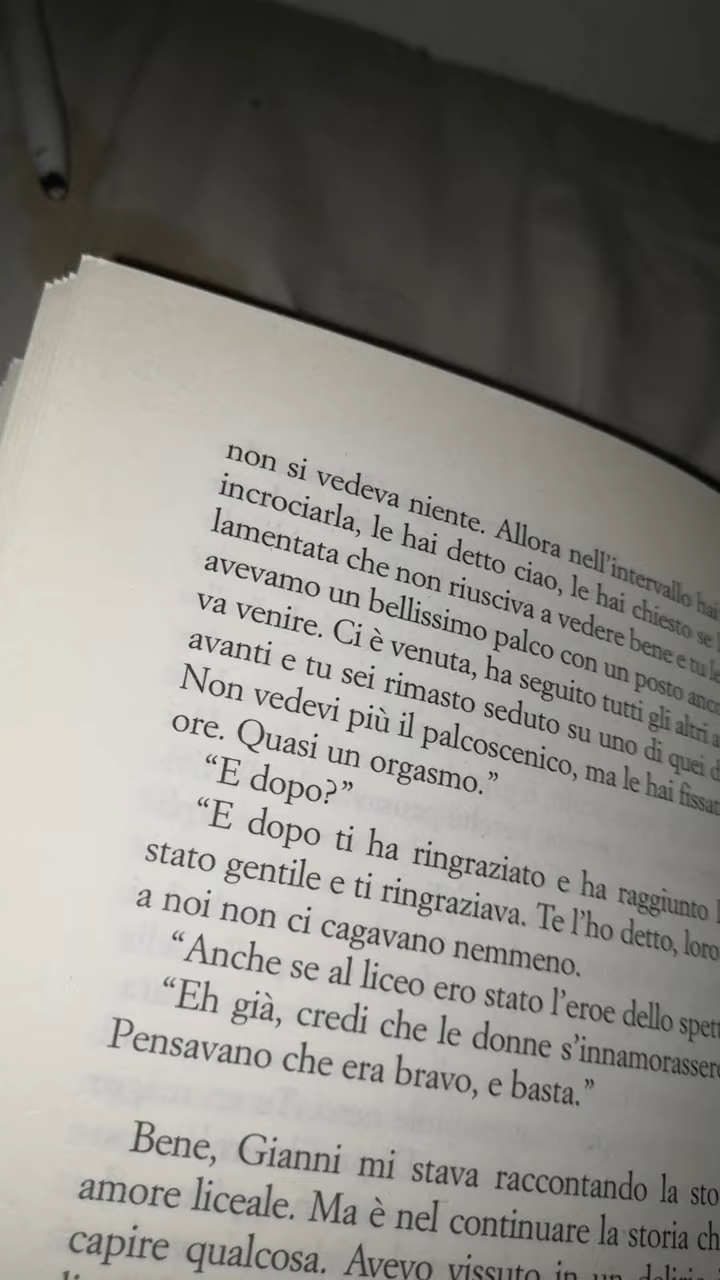 non si vedeva niente. Allora nell'intervallo hai
incrociarla, le hai detto ciao, le hai chiesto se
lamentata che non riusciva a vedere bene e tu le
avevamo un bellissimo palco con un posto anco
va venire. Ci è venuta, ha seguito tutti gli altri a
avanti e tu sei rimasto seduto su uno di quei d
Non vedevi più il palcoscenico, ma le hai fissat
ore. Quasi un orgasmo.”
“E dopo?”
“E dopo ti ha ringraziato e ha raggiunto l
stato gentile e ti ringraziava. Te l'ho detto, loro
a noi non ci cagavano nemmeno.
“Anche se al liceo ero stato l'eroe dello spett
“Eh già, credi che le donne s'innamorasser
Pensavano che era bravo, e basta.”
Bene, Gianni mi stava raccontando la sto
amore liceale. Ma è nel continuare la storia ch
capire qualcosa. Avevo vissuto in un